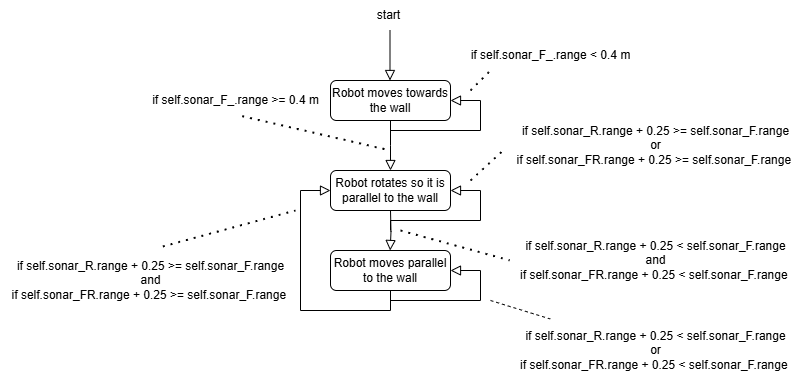 start
if self.sonar_F_.range < 0.4 m
if self.sonar_F_.range >= 0.4 m
Robot moves towards
the wall
if self.sonar_R.range + 0.25 >= self.sonar_F.range
or
if self.sonar_FR.range + 0.25 >= self.sonar_F.range
Robot rotates so it is
parallel to the wall
if self.sonar_R.range + 0.25 < self.sonar_F.range
and
if self.sonar_FR.range + 0.25 < self.sonar_F.range
Robot moves parallel
to the wall
if self.sonar_R.range + 0.25 >= self.sonar_F.range
and
if self.sonar_FR.range + 0.25 >= self.sonar_F.range
if self.sonar_R.range + 0.25 < self.sonar_F.range
or
if self.sonar_FR.range + 0.25 < self.sonar_F.range